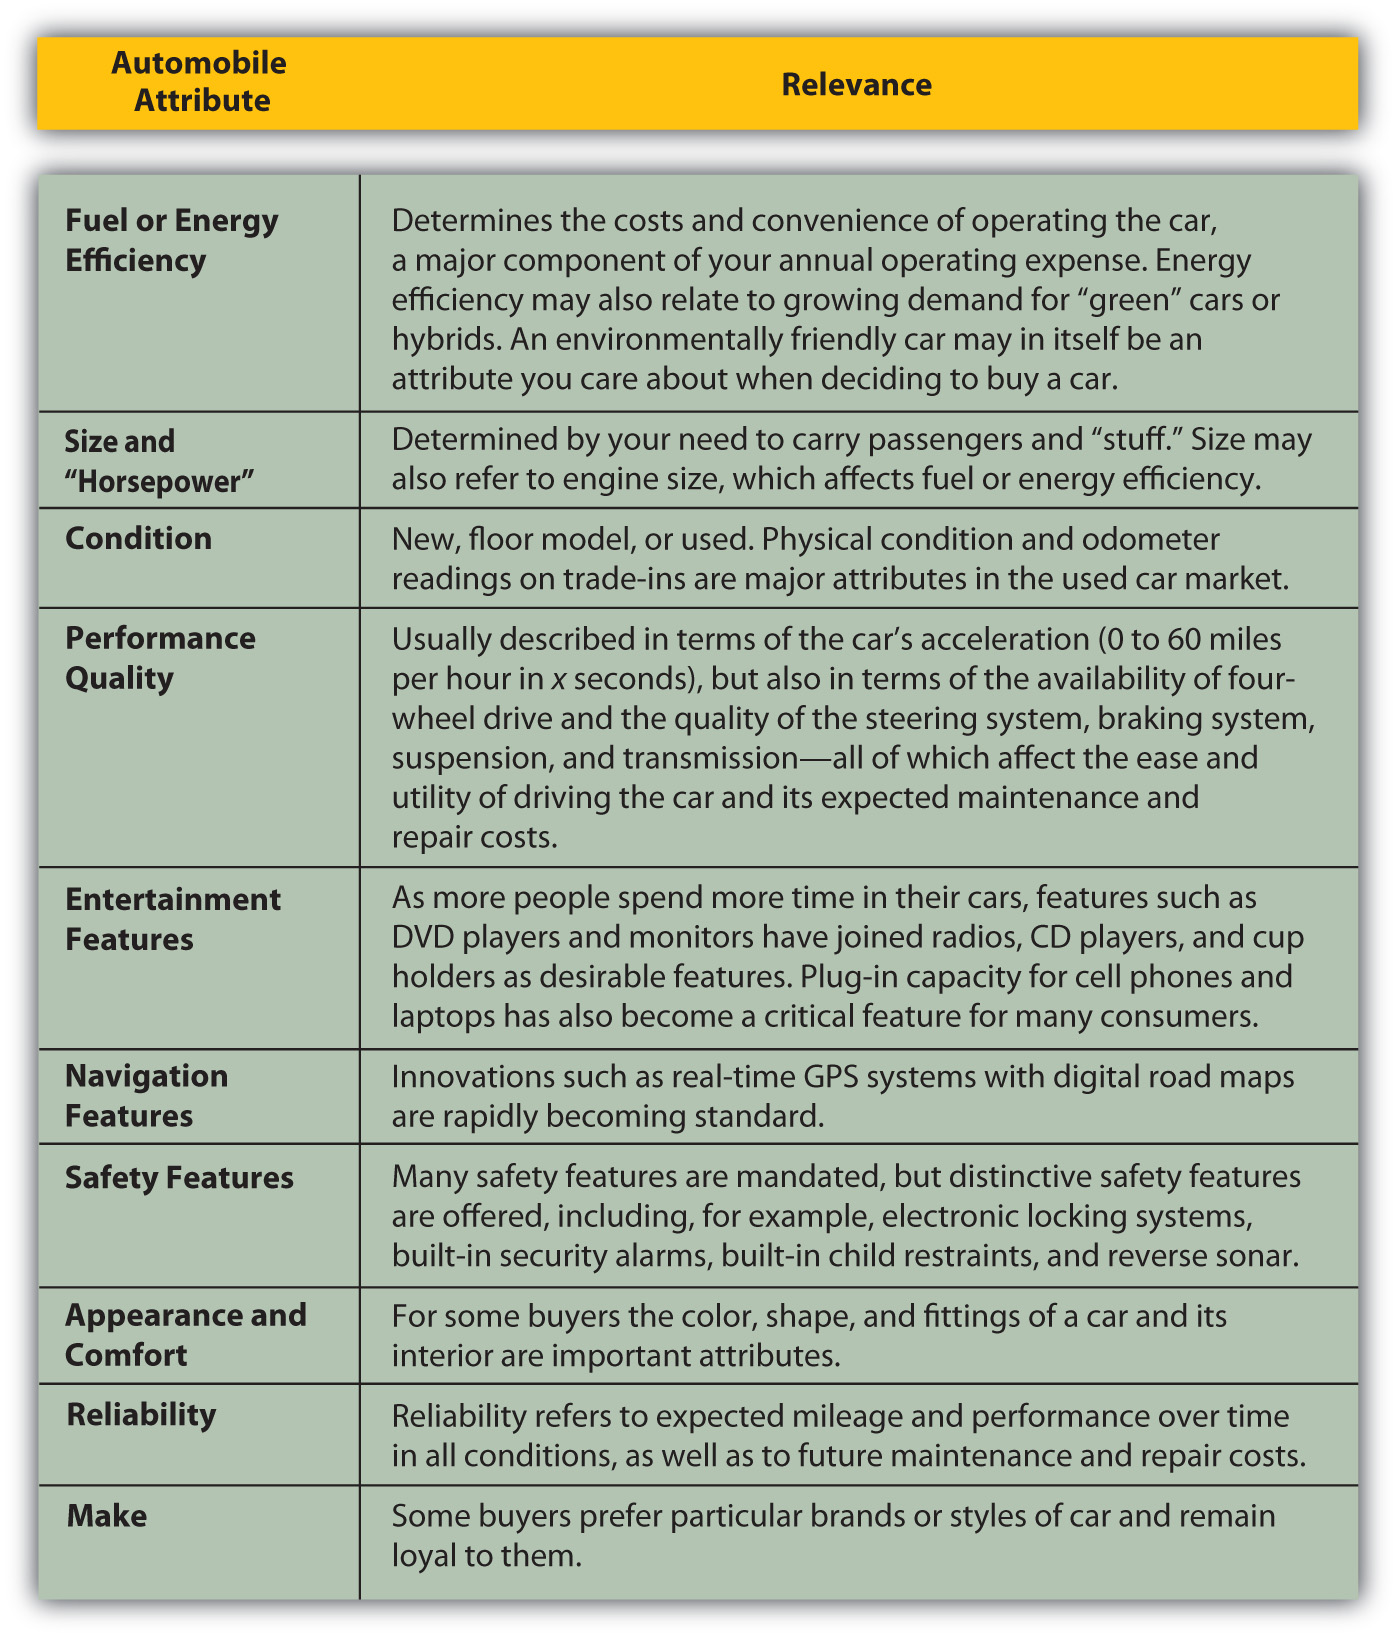 Automobile
Attribute
Relevance
Fuel or Energy
Efficiency
Determines the costs and convenience of operating the car,
a major component of your annual operating expense. Energy
efficiency may also relate to growing demand for “green” cars or
hybrids. An environmentally friendly car may in itself be an
attribute you care about when deciding to buy a car.
Size and
“Horsepower”
Determined by your need to carry passengers and “stuff.” Size may
also refer to engine size, which affects fuel or energy efficiency.
Condition
New, floor model, or used. Physical condition and odometer
readings on trade-ins are major attributes in the used car market.
Performance
Quality
Usually described in terms of the car’s acceleration (0 to 60 miles
per hour in x seconds), but also in terms of the availability of four-
wheel drive and the quality of the steering system, braking system,
suspension, and transmission—all of which affect the ease and
utility of driving the car and its expected maintenance and
repair costs.
Entertainment
Features
As more people spend more time in their cars, features such as
DVD players and monitors have joined radios, CD players, and cup
holders as desirable features. Plug-in capacity for cell phones and
laptops has also become a critical feature for many consumers.
Navigation
Features
Innovations such as real-time GPS systems with digital road maps
are rapidly becoming standard.
Safety Features
Many safety features are mandated, but distinctive safety features
are offered, including, for example, electronic locking systems,
built-in security alarms, built-in child restraints, and reverse sonar.
Appearance and
Comfort
For some buyers the color, shape, and fittings of a car and its
interior are important attributes.
Reliability
Reliability refers to expected mileage and performance over time
in all conditions, as well as to future maintenance and repair costs.
Make
Some buyers prefer particular brands or styles of car and remain
loyal to them.